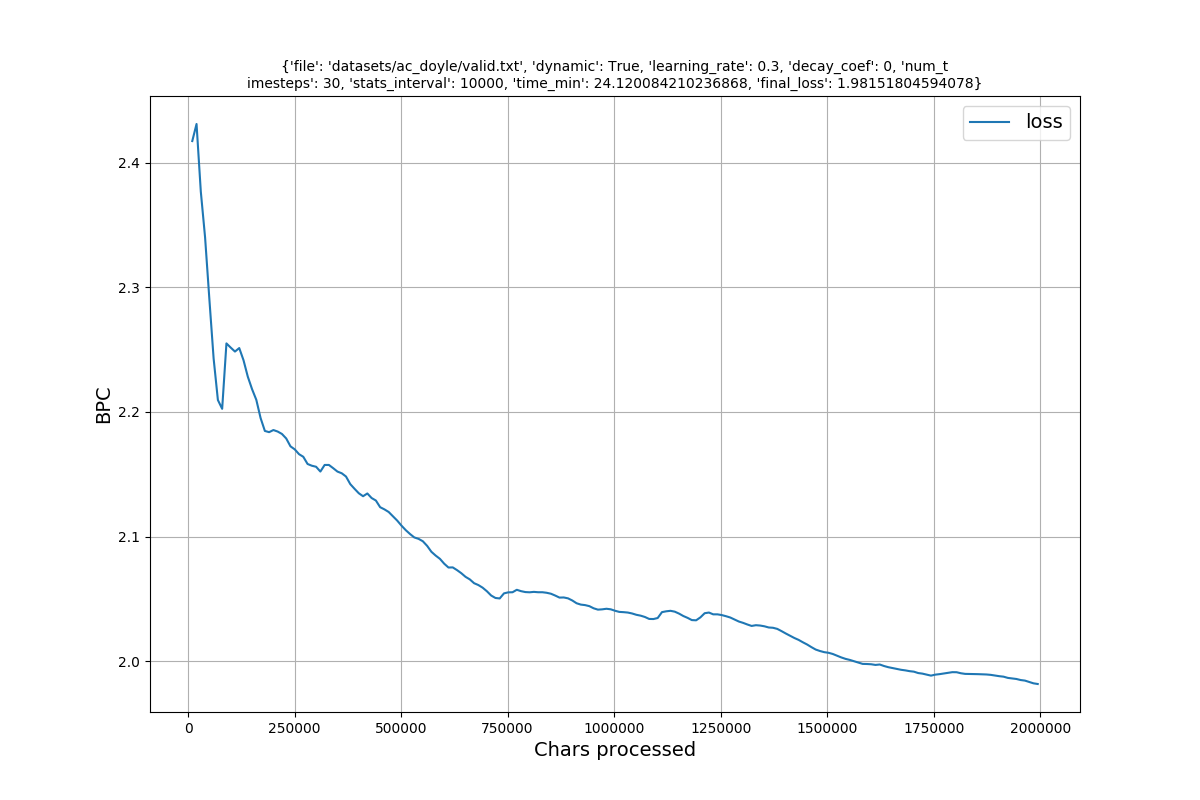 {'file': 'datasets/ac_doyle/valid.txt', 'dynamic': True, 'learning_rate': 0.3, 'decay_coef': 0, 'num_t
imesteps': 30, 'stats_interval': 10000, 'time_min': 24.120084210236868, 'final_loss': 1.98151804594078}
loss
2.4
2.3
2.2
2.1
2.0
BPC
0 250000 500000 750000 1000000 1250000 1500000 1750000 2000000
Chars processed